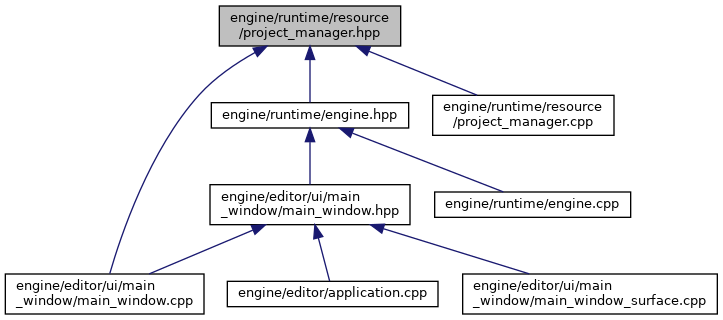 engine/runtime/resource
/project_manager.hpp
engine/runtime/engine.hpp
engine/runtime/resource
/project_manager.cpp
engine/editor/ui/main
_window/main_window.hpp
engine/runtime/engine.cpp
engine/editor/ui/main
_window/main_window.cpp
engine/editor/application.cpp
engine/editor/ui/main
_window/main_window_surface.cpp